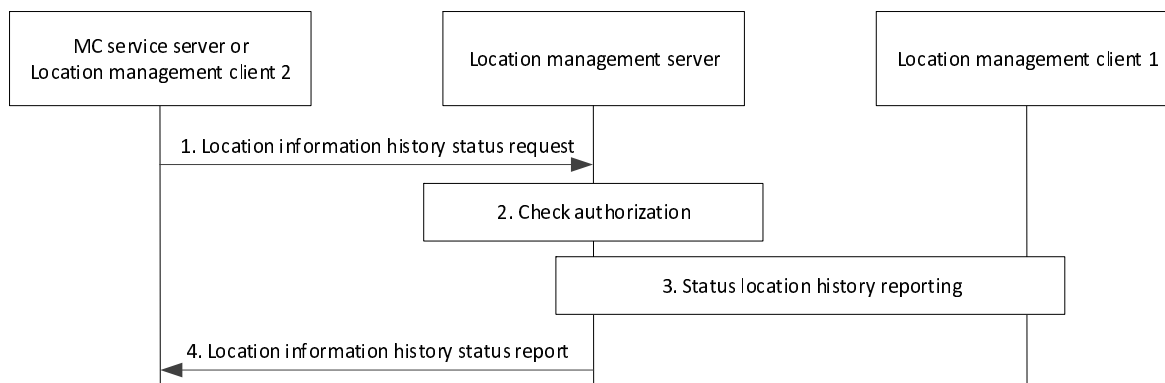 MC service server or
Location management client 2
Location management server
Location management client 1
1. Location information history status request
2. Check authorization
3. Status location history reporting
4. Location information history status report